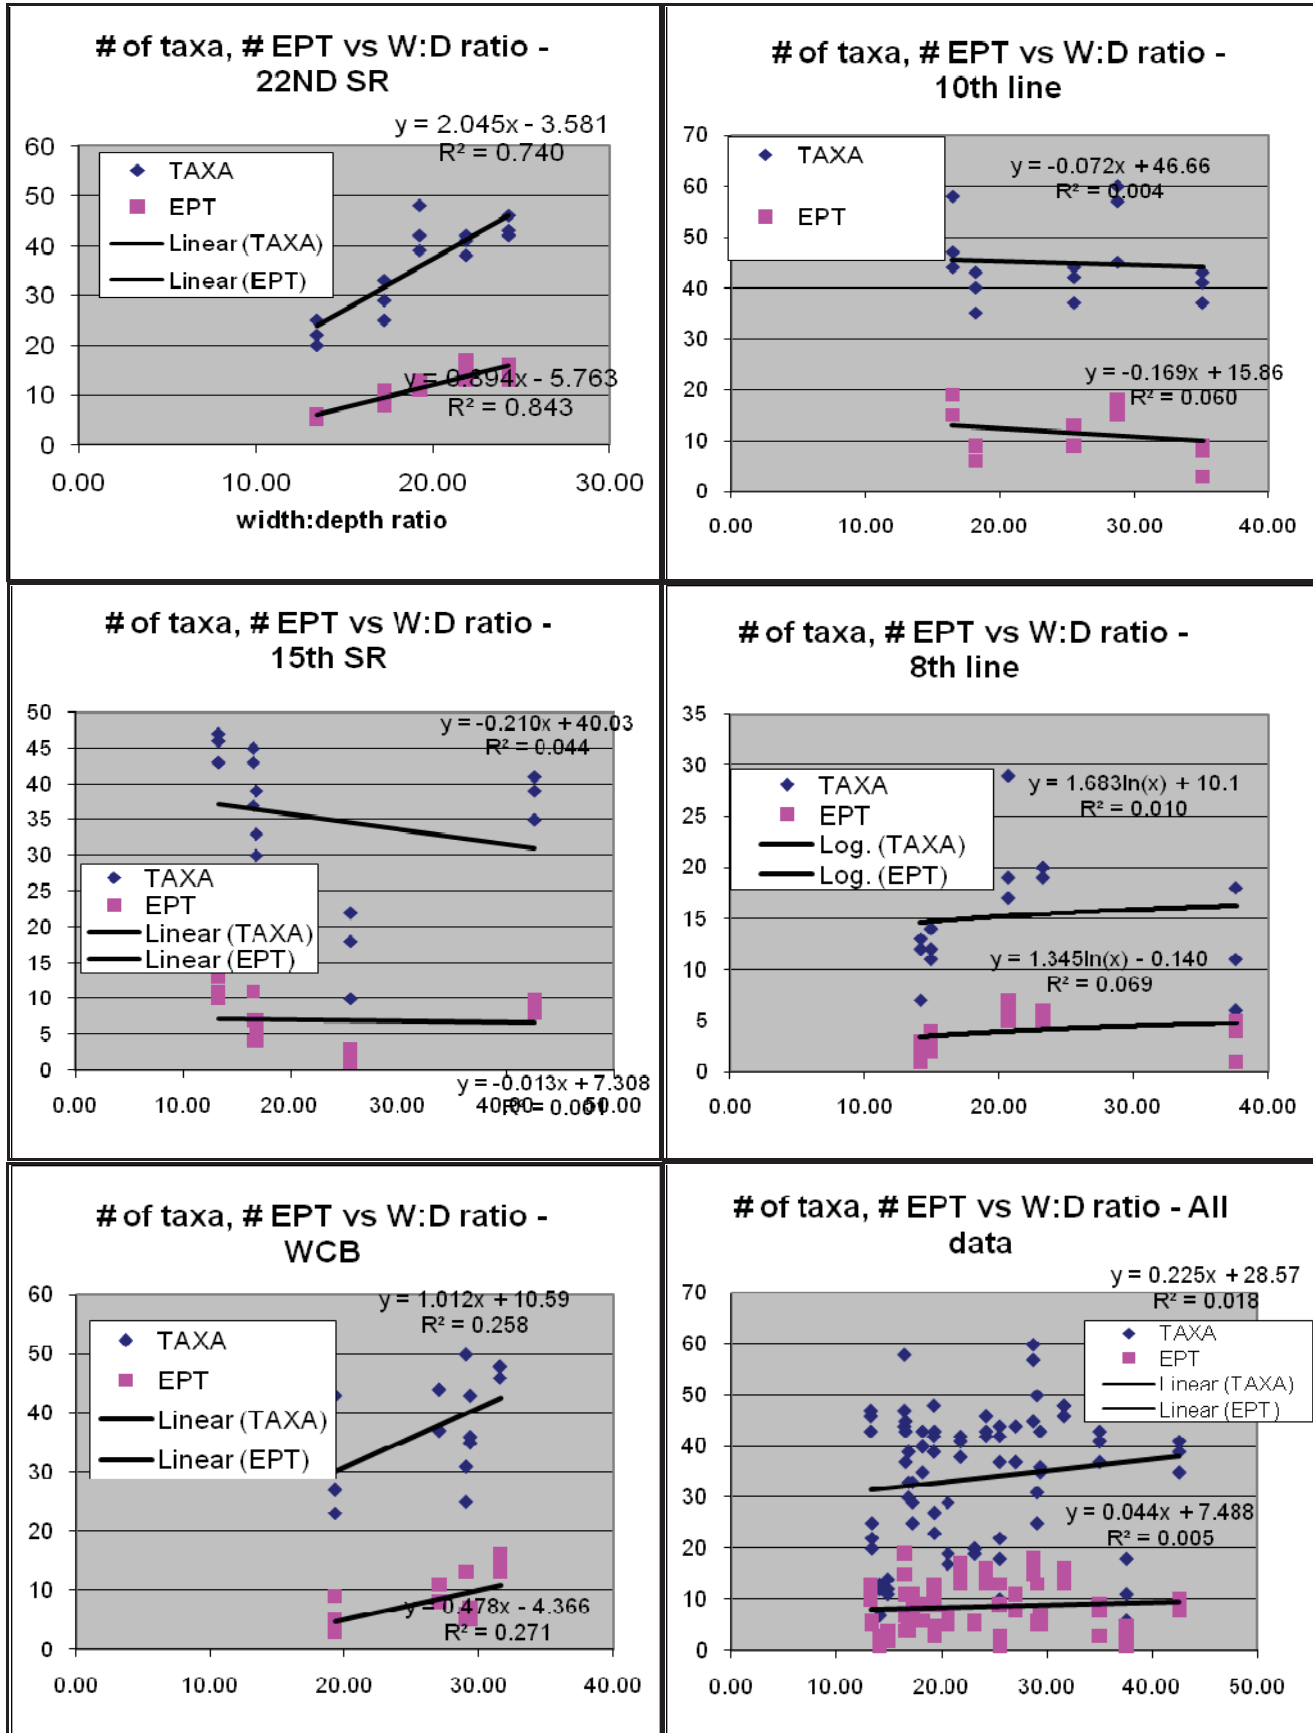 # of taxa, # EPT vs W:D ratio -
22ND SR
y = 2.045x - 3.581
R² = 0.740
60
50
40
30
20
10
0
TAXA
EPT
Linear (TAXA)
Linear (EPT)
y = 0.894x - 5.763
R² = 0.843
0.00 10.00 20.00 30.00
width:depth ratio
# of taxa, # EPT vs W:D ratio -
10th line
70
60
50
40
30
20
10
0
TAXA
EPT
y = -0.072x + 46.66
R² = 0.004
y = -0.169x + 15.86
R² = 0.060
0.00 10.00 20.00 30.00 40.00
# of taxa, # EPT vs W:D ratio -
15th SR
50
45
40
35
30
25
20
15
10
5
0
y = -0.210x + 40.03
R² = 0.044
TAXA
EPT
Linear (TAXA)
Linear (EPT)
y = -0.013x + 7.308
R² = 0.001
0.00 10.00 20.00 30.00 40.00 50.00
# of taxa, # EPT vs W:D ratio -
8th line
35
30
25
20
15
10
5
0
TAXA
EPT
Log. (TAXA)
Log. (EPT)
y = 1.683ln(x) + 10.1
R² = 0.010
y = 1.345ln(x) - 0.140
R² = 0.069
0.00 10.00 20.00 30.00 40.00
# of taxa, # EPT vs W:D ratio -
WCB
60
50
40
30
20
10
0
y = 1.012x + 10.59
R² = 0.258
TAXA
EPT
Linear (TAXA)
Linear (EPT)
y = 0.478x - 4.366
R² = 0.271
0.00 10.00 20.00 30.00 40.00
# of taxa, # EPT vs W:D ratio - All
data
y = 0.225x + 28.57
R² = 0.018
70
60
50
40
30
20
10
0
TAXA
EPT
Linear (TAXA)
Linear (EPT)
y = 0.044x + 7.488
R² = 0.005
0.00 10.00 20.00 30.00 40.00 50.00